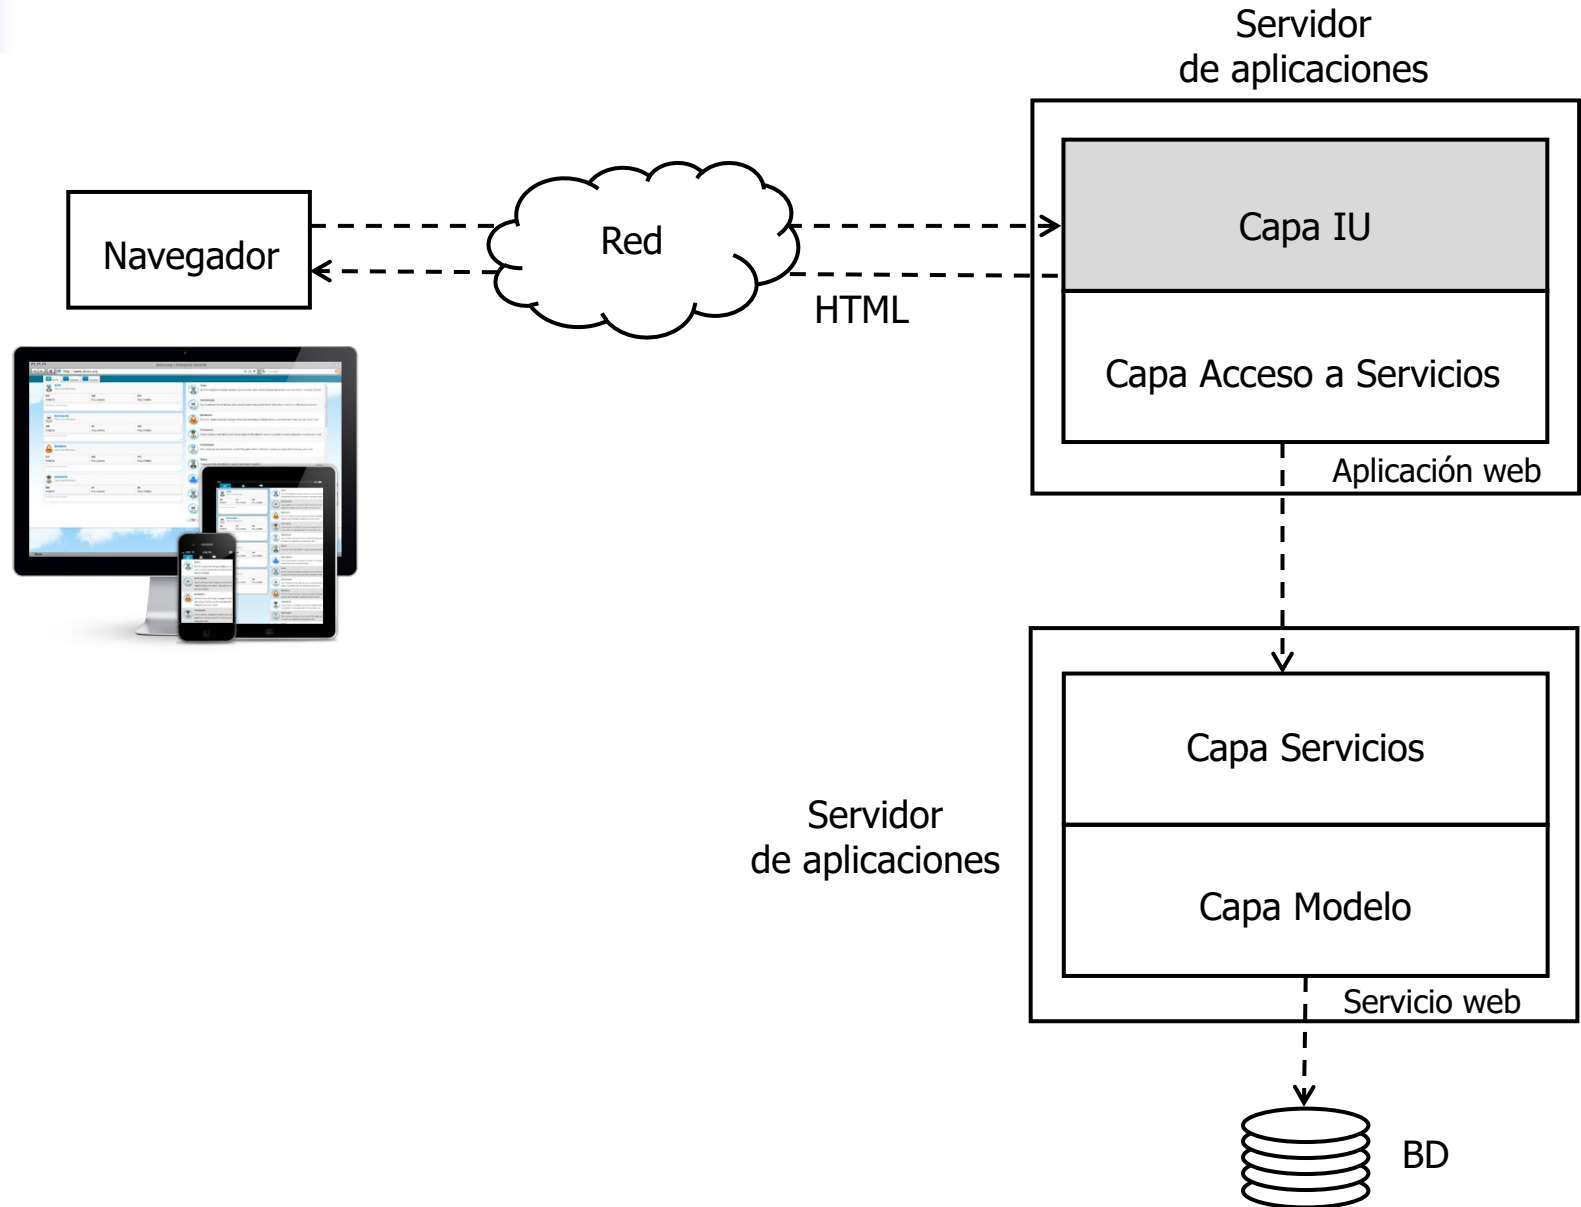 Servidor
de aplicaciones
Capa IU
Navegador
Red
HTML
Capa Acceso a Servicios
Aplicación web
Capa Servicios
Servidor
de aplicaciones
Capa Modelo
Servicio web
BD